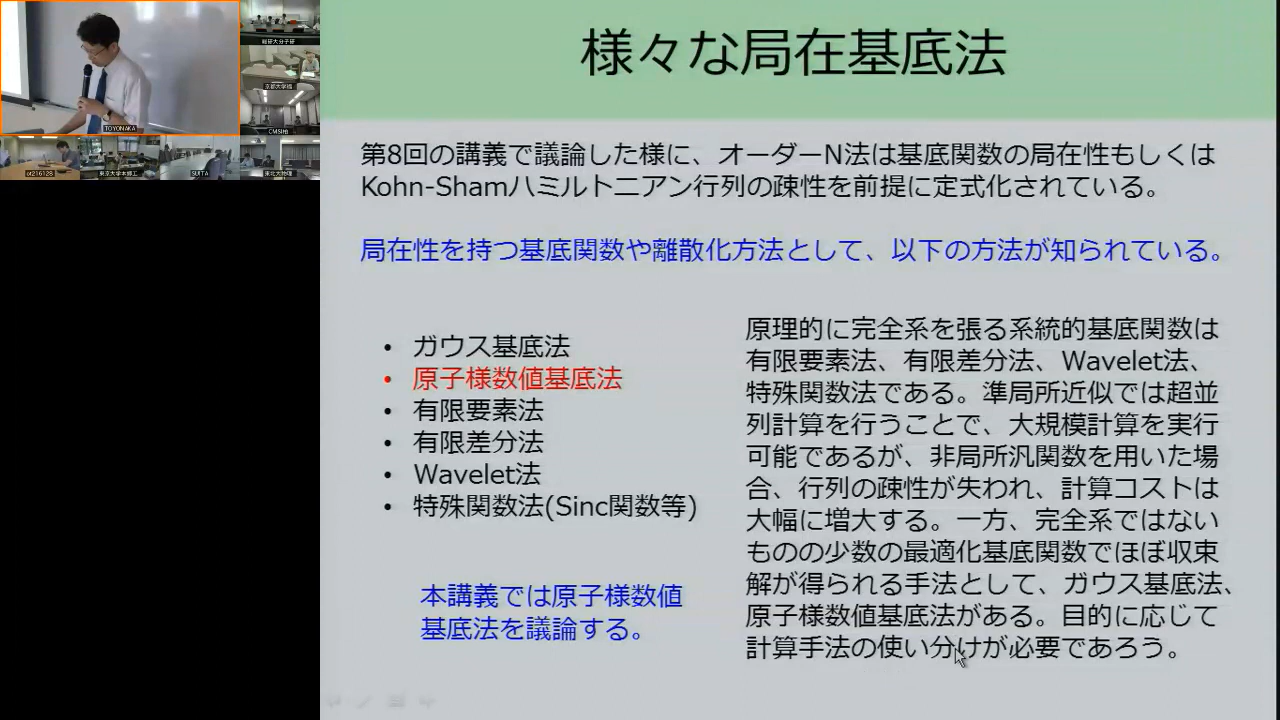 様々な局在基底法
第8回の講義で議論した様に、オーダーN法は基底関数の局在性もしくは
Kohn-Shamハミルトニアン行列の疎性を前提に定式化されている。
局在性を持つ基底関数や離散化方法として、以下の方法が知られている。
• ガウス基底法
• 原子様数値基底法
• 有限要素法
• 有限差分法
• Wavelet法
• 特殊関数法(Sinc関数等)
本講義では原子様数値
基底法を議論する。
原理的に完全系を張る系統的基底関数は
有限要素法、有限差分法、Wavelet法、
特殊関数法である。準局所近似では超並
列計算を行うことで、大規模計算を実行
可能であるが、非局所汎関数を用いた場
合、行列の疎性が失われ、計算コストは
大幅に増大する。一方、完全系ではない
ものの少数の最適化基底関数でほぼ収束
解が得られる手法として、ガウス基底法、
原子様数値基底法がある。目的に応じて
計算手法の使い分けが必要であろう。
TOYONAKA
総研大分子研
CMSI柏
SUITA
東北大物理